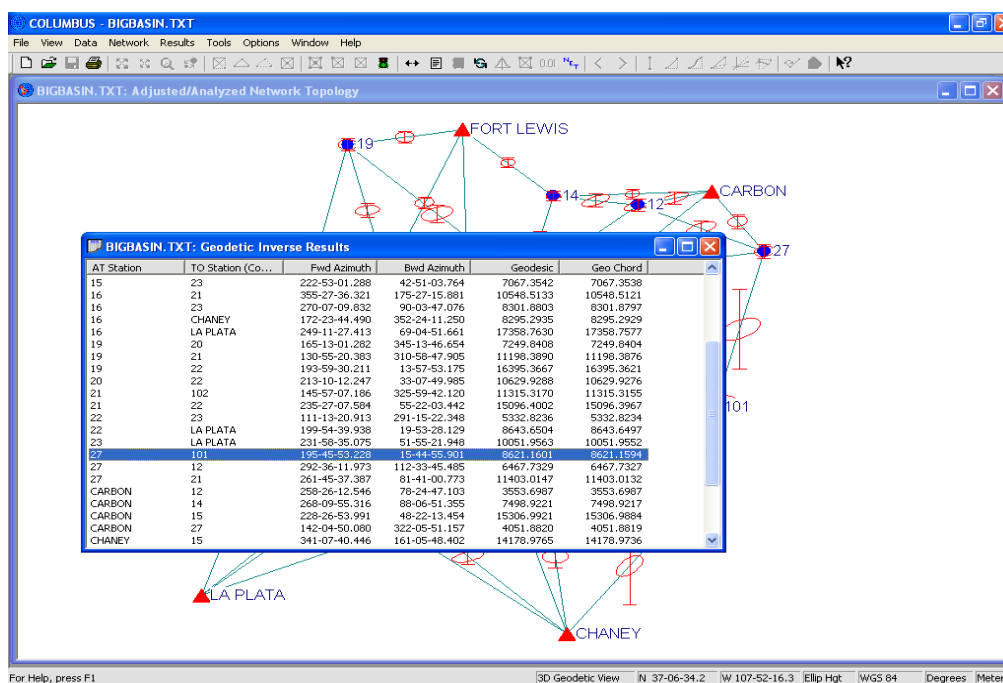 COLUMBUS - BIGBASIN.TXT
File View Data Network Results Tools Options Window Help
0.01
BIGBASIN.TXT: Adjusted/Analyzed Network Topology
FORT LEWIS
19
14
12
CARBON
27
BIGBASIN.TXT: Geodetic Inverse Results
AT Station TO Station (Co... Fwd Azimuth Bwd Azimuth Geodesic Geo Chord
15 23 222-53-01.288 42-51-03.764 7067.3542 7067.3538
16 21 355-27-36.321 175-27-15.881 10548.5133 10548.5121
16 23 270-07-09.832 90-03-47.076 8301.8803 8301.8797
16 CHANEY 172-23-44.490 352-24-11.250 8295.2935 8295.2929
16 LA PLATA 249-11-27.413 69-04-51.661 17358.7630 17358.7577
19 20 165-13-01.282 345-13-46.654 7249.8408 7249.8404
19 21 130-55-20.383 310-58-47.905 11198.3890 11198.3876
19 22 193-59-30.211 13-57-53.175 16395.3667 16395.3621
20 22 213-10-12.247 33-07-49.985 10629.9288 10629.9276
21 102 145-57-07.186 325-59-42.120 11315.3170 11315.3155
21 22 235-27-07.584 55-22-03.442 15096.4002 15096.3967
22 23 111-13-20.913 291-15-22.348 5332.8236 5332.8234
22 LA PLATA 199-54-39.938 19-53-28.129 8643.6504 8643.6497
23 LA PLATA 231-58-35.075 51-55-21.948 10051.9563 10051.9552
27 101 195-45-53.228 15-44-55.901 8621.1601 8621.1594
27 12 292-36-11.973 112-33-45.485 6467.7329 6467.7327
27 21 261-45-37.387 81-41-00.773 11403.0147 11403.0132
CARBON 12 258-26-12.546 78-24-47.103 3553.6987 3553.6987
CARBON 14 268-09-55.316 88-06-51.355 7498.9221 7498.9217
CARBON 15 228-26-53.991 48-22-13.454 15306.9921 15306.9884
CARBON 27 142-04-50.080 322-05-51.157 4051.8820 4051.8819
CHANEY 15 341-07-40.446 161-05-48.402 14178.9765 14178.9736
101
LA PLATA
CHANEY
For Help, press F1 3D Geodetic View N 37-06-34.2 W 107-52-16.3 Ellip Hgt WGS 84 Degrees Meter